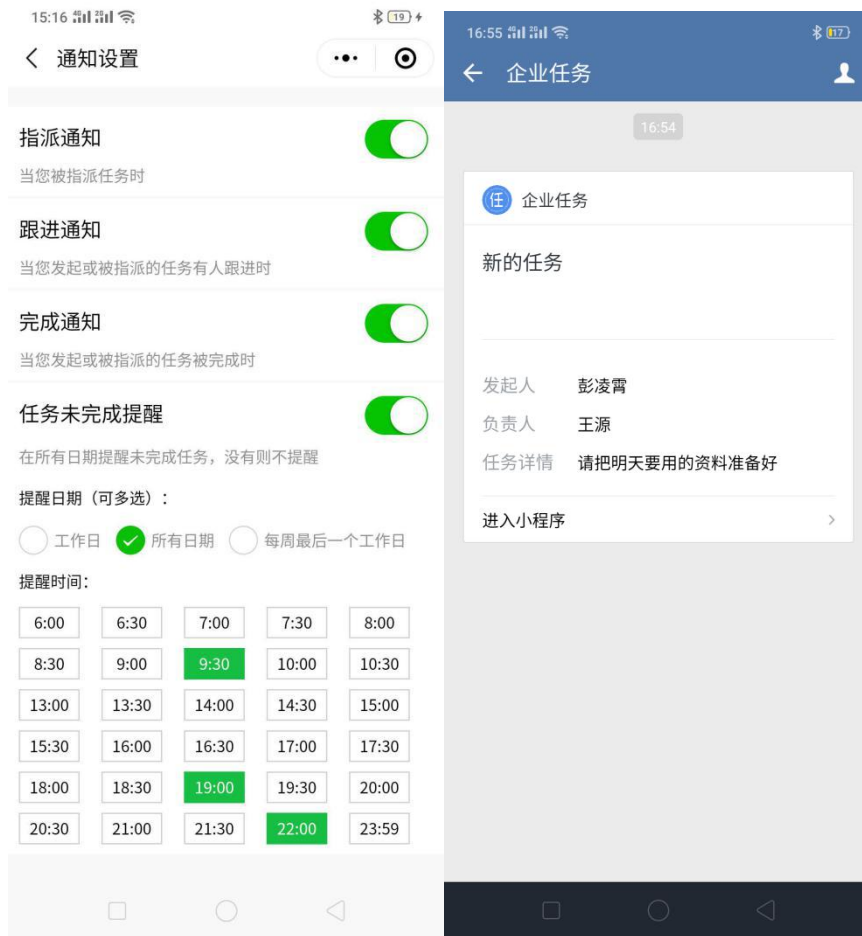 15:16
19
通知设置
指派通知
当您被指派任务时
跟进通知
当您发起或被指派的任务有人跟进时
完成通知
当您发起或被指派的任务被完成时
任务未完成提醒
在所有日期提醒未完成任务，没有则不提醒
提醒日期（可多选）：
工作日 所有日期 每周最后一个工作日
提醒时间：
6:00 6:30 7:00 7:30 8:00
8:30 9:00 9:30 10:00 10:30
13:00 13:30 14:00 14:30 15:00
15:30 16:00 16:30 17:00 17:30
18:00 18:30 19:00 19:30 20:00
20:30 21:00 21:30 22:00 23:59
16:55
17
企业任务
16:54
任 企业任务
新的任务
发起人 彭凌霄
负责人 王源
任务详情 请把明天要用的资料准备好
进入小程序